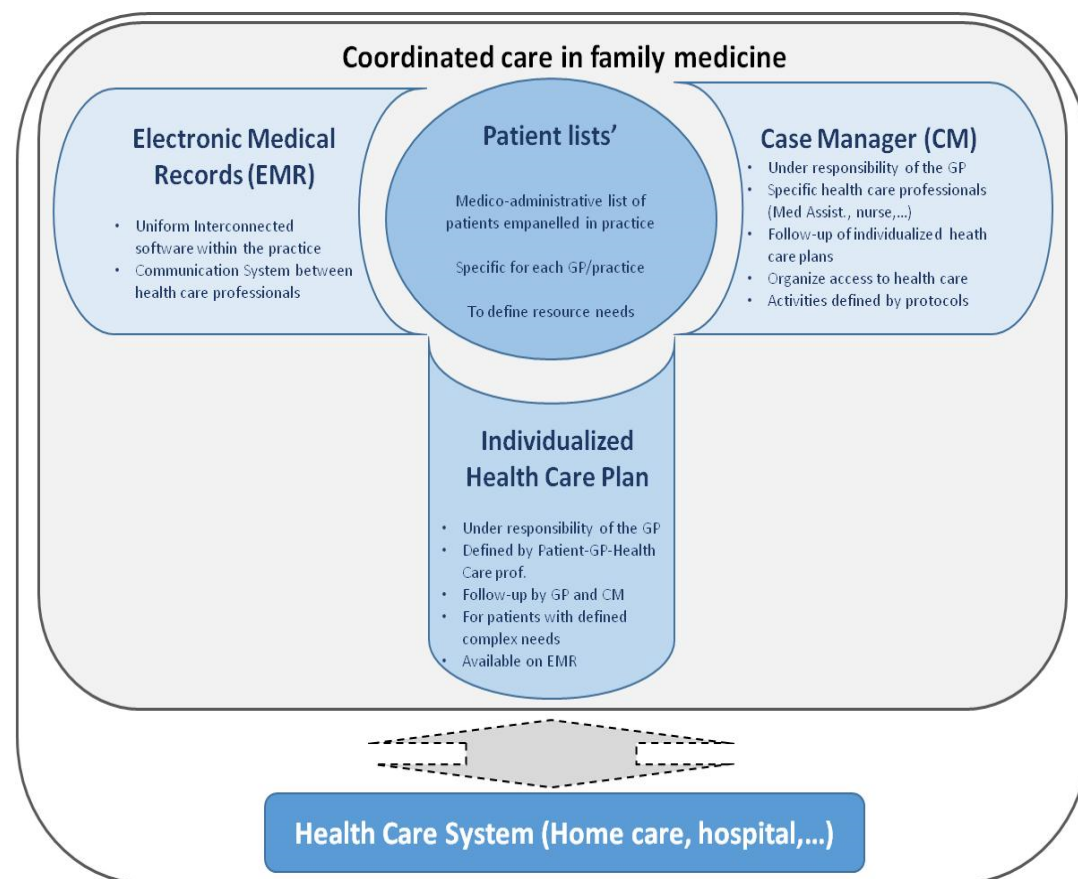 Coordinated care in family medicine
Electronic Medical
Records (EMR)
• Uniform Interconnected
software within the practice
• Communication System between
health care professionals
Patient lists’
Medico-administrative list of
patients empanelled in practice
Specific for each GP/practice
To define resource needs
Case Manager (CM)
• Under responsibility of the GP
• Specific health care professionals
(Med Assist., nurse,...)
• Follow-up of individualized heath
care plans
• Organize access to health care
• Activities defined by protocols
Individualized
Health Care Plan
• Under responsibility of the GP
• Defined by Patient-GP-Health
Care prof.
• Follow-up by GP and CM
• For patients with defined
complex needs
• Available on EMR
Health Care System (Home care, hospital,...)